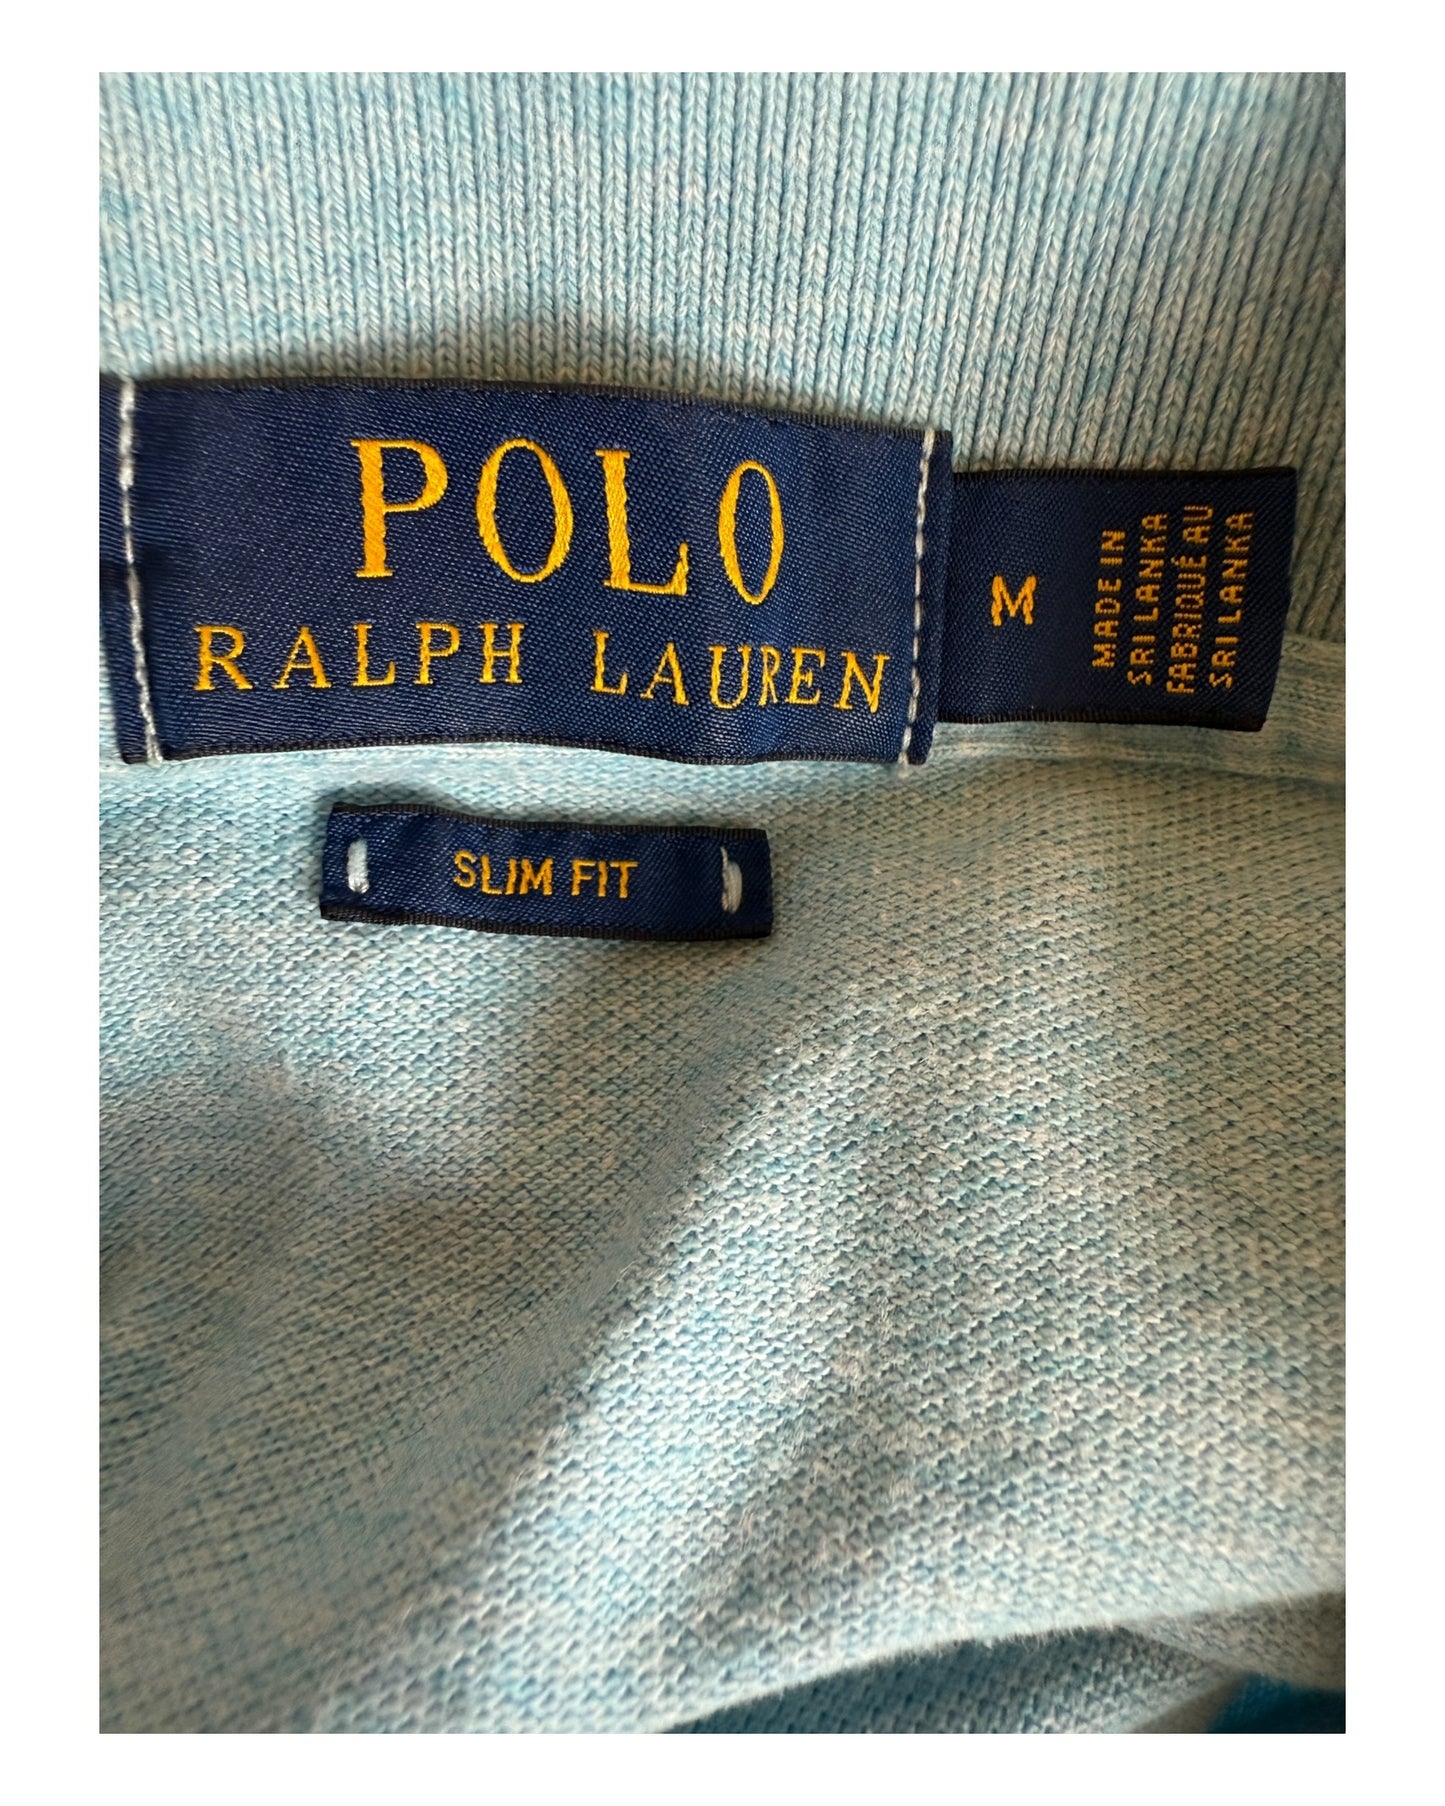 POLO
RALPH LAUREN
M
MADE IN
SRI LANKA
FABRIQUÉ AU
SRI LANKA
SLIM FIT